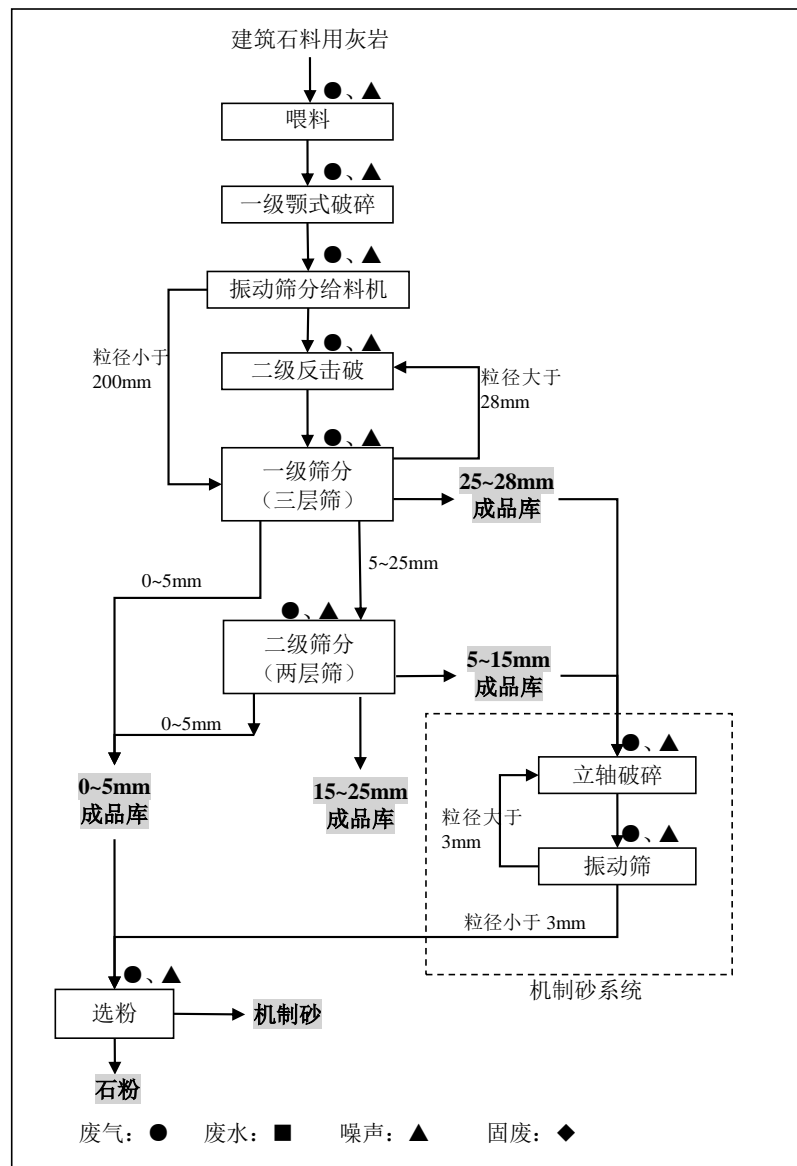 建筑石料用灰岩
●、▲
喂料
●、▲
一级颚式破碎
●、▲
振动筛分给料机
●、▲
粒径小于
200mm
二级反击破
粒径大于
28mm
●、▲
一级筛分
（三层筛）
25~28mm
成品库
0~5mm
5~25mm
●、▲
二级筛分
（两层筛）
5~15mm
成品库
0~5mm
●、▲
0~5mm
成品库
15~25mm
成品库
立轴破碎
粒径大于
3mm
●、▲
振动筛
粒径小于 3mm
●、▲
机制砂系统
选粉
机制砂
石粉
废气：● 废水：■ 噪声：▲ 固废：◆